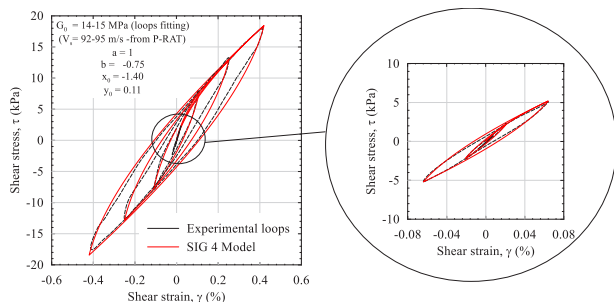 G0 = 14-15 MPa (loops fitting)
(Vs= 92-95 m/s -from P-RAT)
a = 1
b = -0.75
x0 = -1.40
y0 = 0.11
Shear stress, τ (kPa)
20
15
10
5
0
-5
-10
-15
-20
Experimental loops
SIG 4 Model
-0.6 -0.4 -0.2 0 0.2 0.4 0.6
Shear strain, γ (%)
Shear stress, τ (kPa)
10
5
0
-5
-10
-0.08 -0.04 0 0.04 0.08
Shear strain, γ (%)